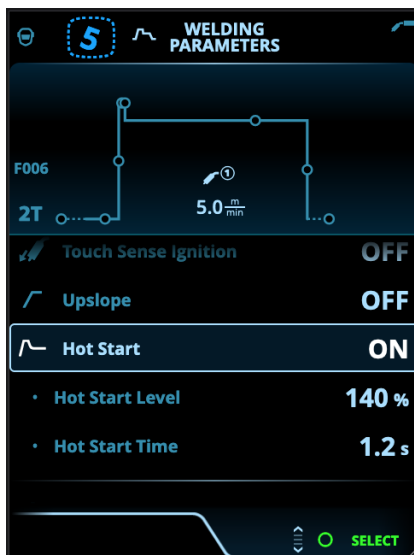 5
WELDING
PARAMETERS
F006
①
2T
5.0 m/min
Touch Sense Ignition OFF
Upslope OFF
Hot Start ON
• Hot Start Level 140 %
• Hot Start Time 1.2 s
SELECT